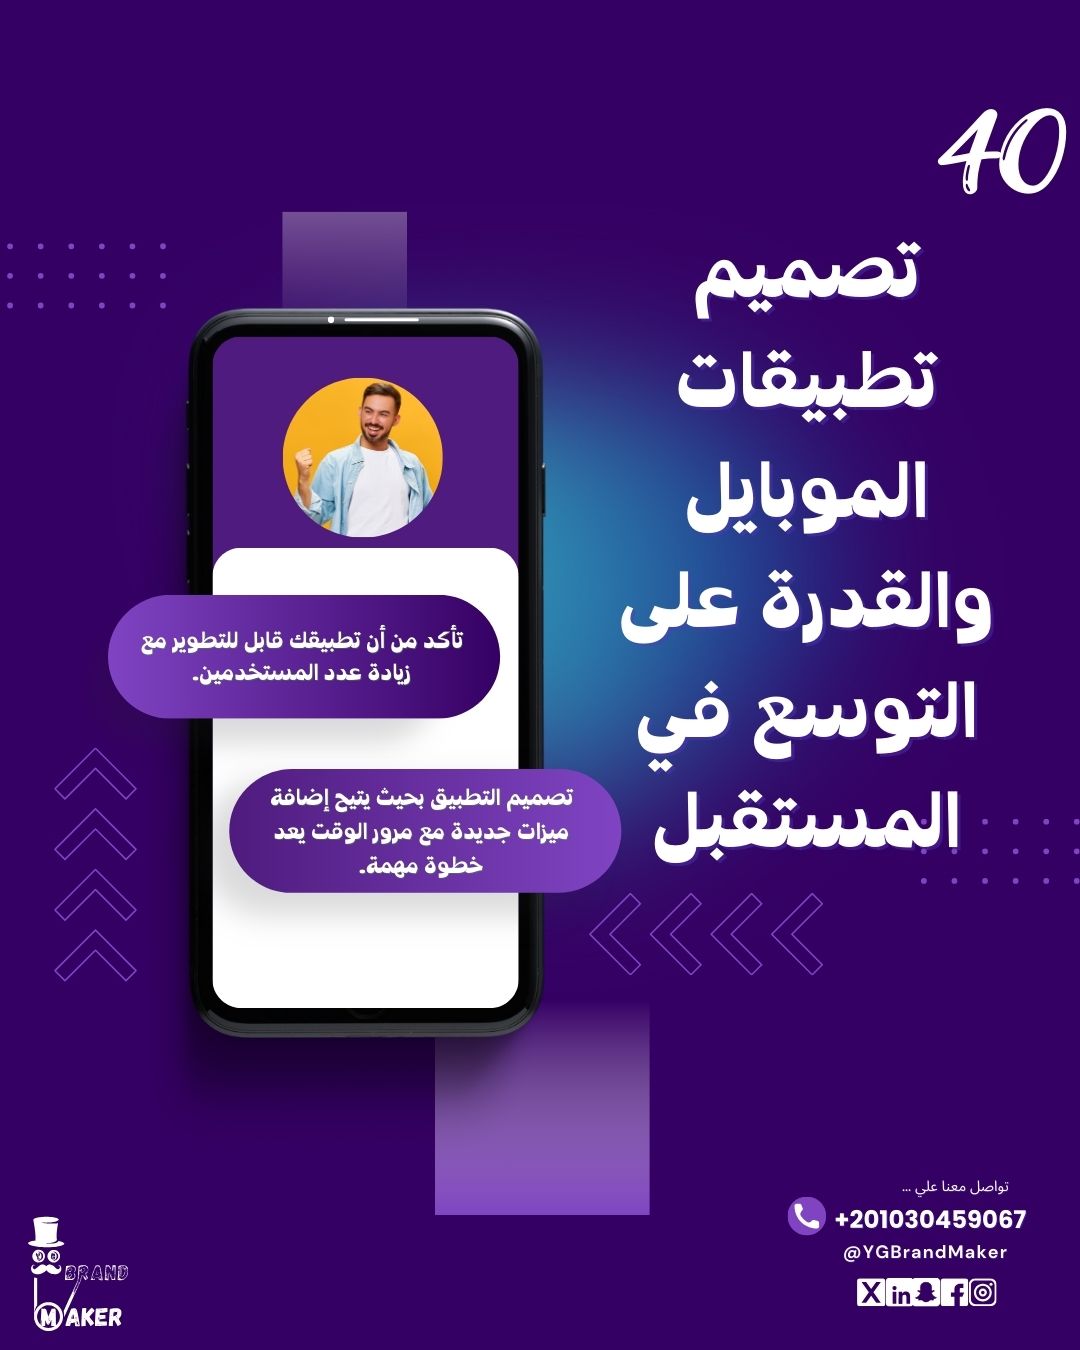 40
تصميم
تطبيقات
الموبايل
والقدرة على
التوسع في
المستقبل
تأكد من أن تطبيقك قابل للتطوير مع
زيادة عدد المستخدمين.
تصميم التطبيق بحيث يتيح إضافة
ميزات جديدة مع مرور الوقت يعد
خطوة مهمة.
تواصل معنا علي ...
+201030459067
@YGBrandMaker
BRAND
MAKER